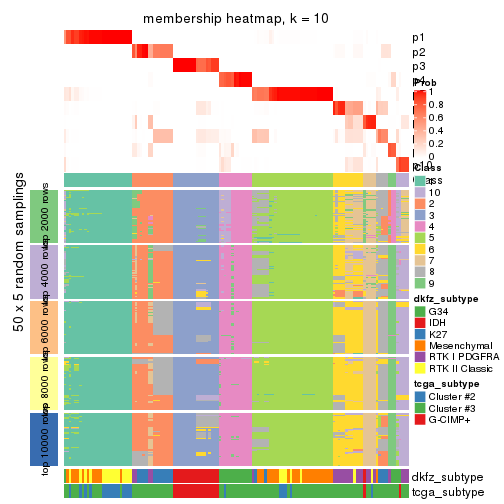 membership heatmap, k = 10
p1
p2
p3
p4
p10
Prob
1
0.8
0.6
0.4
0.2
0
Class
Class
1
10
2
3
4
5
6
7
8
9
50 x 5 random samplings
top 2000 rows
top 4000 rows
top 6000 rows
top 8000 rows
top 10000 rows
dkfz_subtype
G34
IDH
K27
Mesenchymal
RTK I PDGFRA
RTK II Classic
tcga_subtype
Cluster #2
Cluster #3
G-CIMP+
dkfz_subtype
tcga_subtype